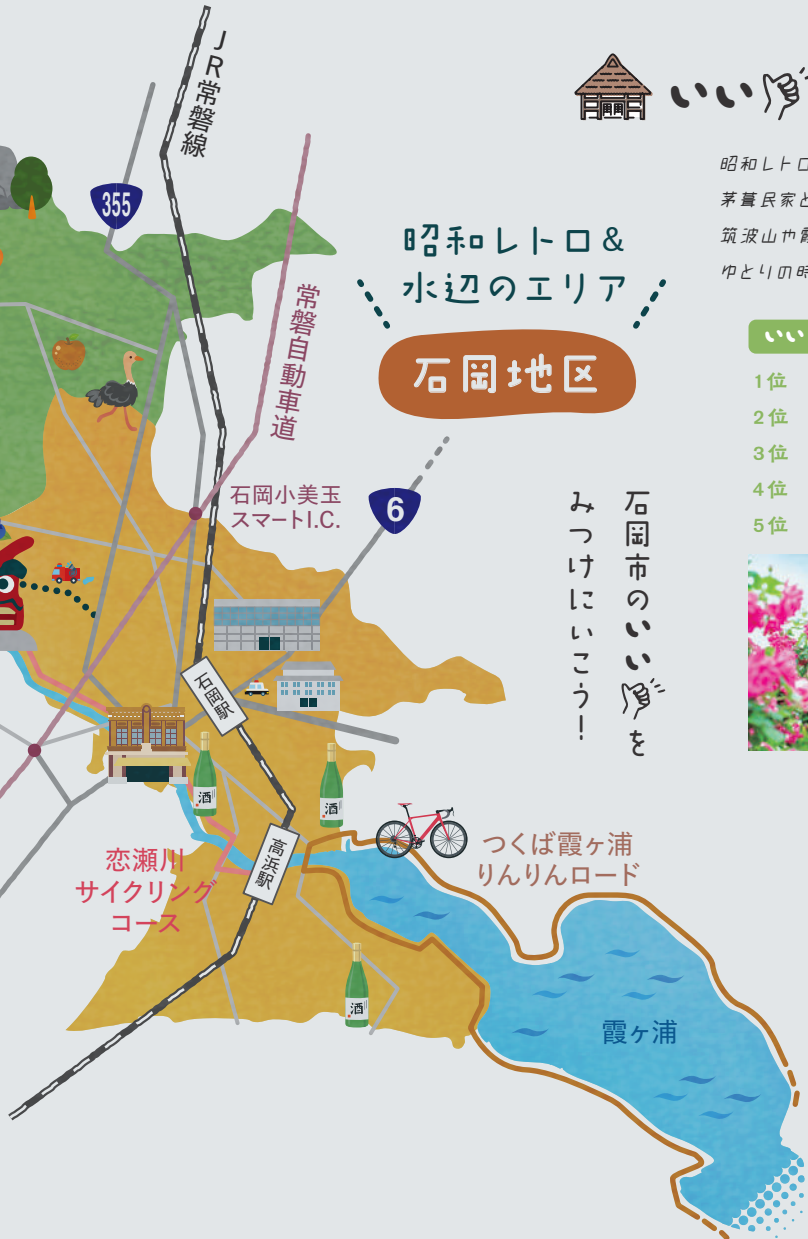 JR常磐線
355
昭和レトロ&
水辺のエリア
石岡地区
常磐自動車道
石岡小美玉
スマートI.C.
6
石岡市のいい
を
みつけにいこう!
石岡駅
高浜駅
酒
酒
酒
恋瀬川
サイクリング
コース
つくば霞ヶ浦
りんりんロード
霞ヶ浦
いい
昭和レトロ
茅葺民家と
筑波山や霞
ゆとりの時
いい
1位
2位
3位
4位
5位